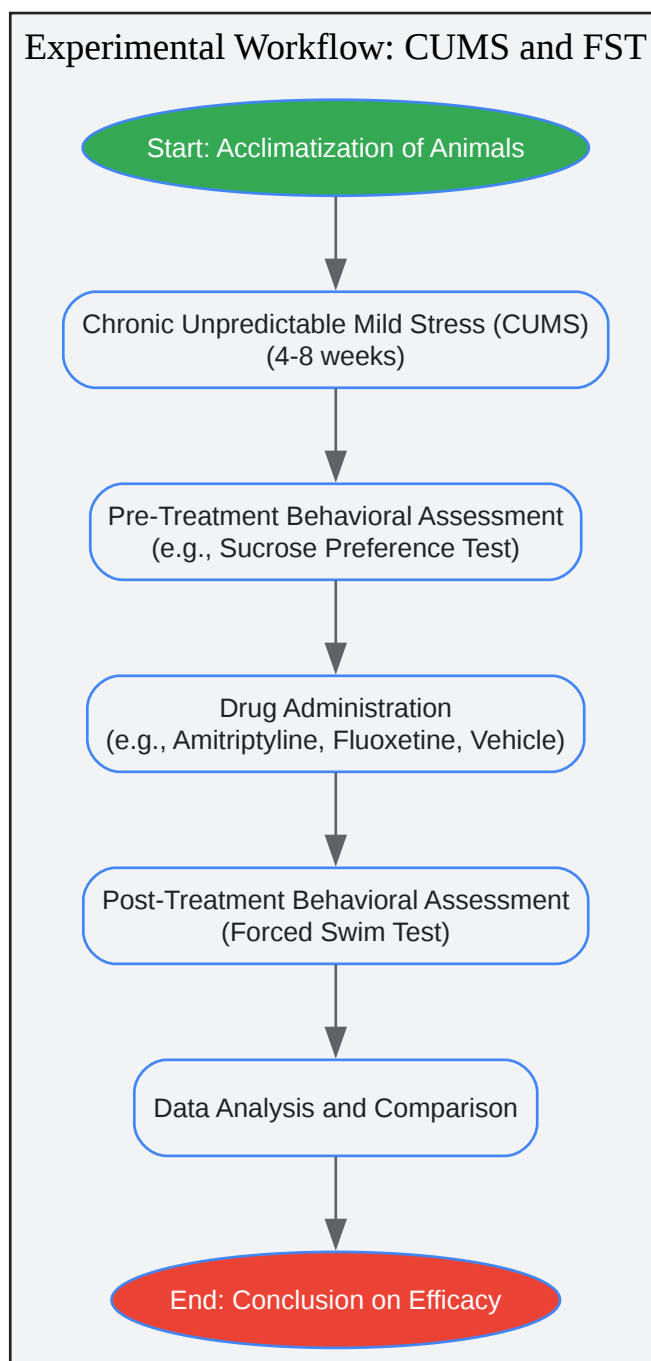 Experimental Workflow: CUMS and FST
Start: Acclimatization of Animals
Chronic Unpredictable Mild Stress (CUMS)
(4-8 weeks)
Pre-Treatment Behavioral Assessment
(e.g., Sucrose Preference Test)
Drug Administration
(e.g., Amitriptyline, Fluoxetine, Vehicle)
Post-Treatment Behavioral Assessment
(Forced Swim Test)
Data Analysis and Comparison
End: Conclusion on Efficacy